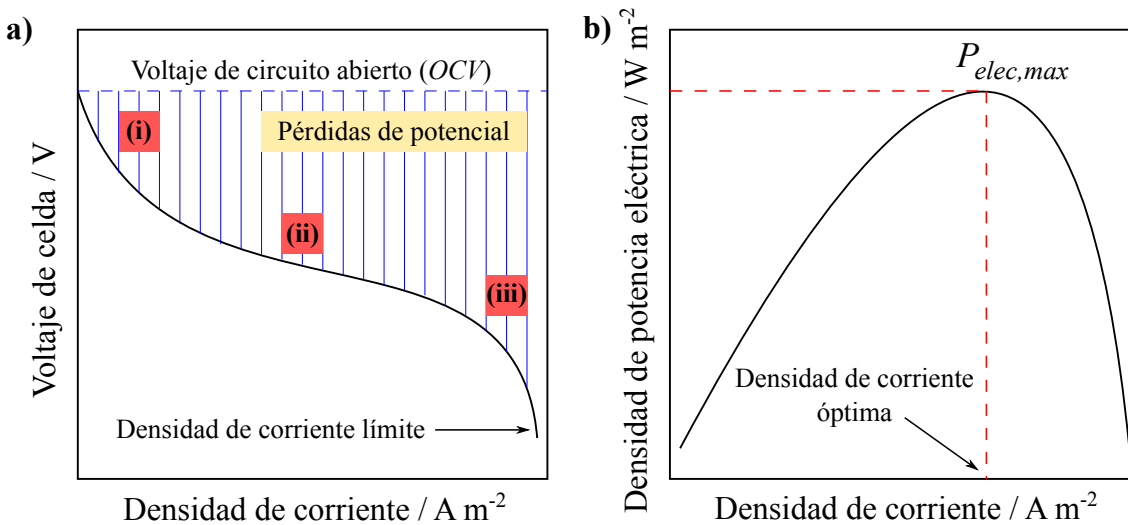 a)
Voltaje de circuito abierto (OCV)
(i)
Pérdidas de potencial
(ii)
(iii)
Densidad de corriente límite
Voltaje de celda / V
Densidad de corriente / A m-2
b)
Pelec,max
Densidad de corriente
óptima
Densidad de potencia eléctrica / W m-2
Densidad de corriente / A m-2